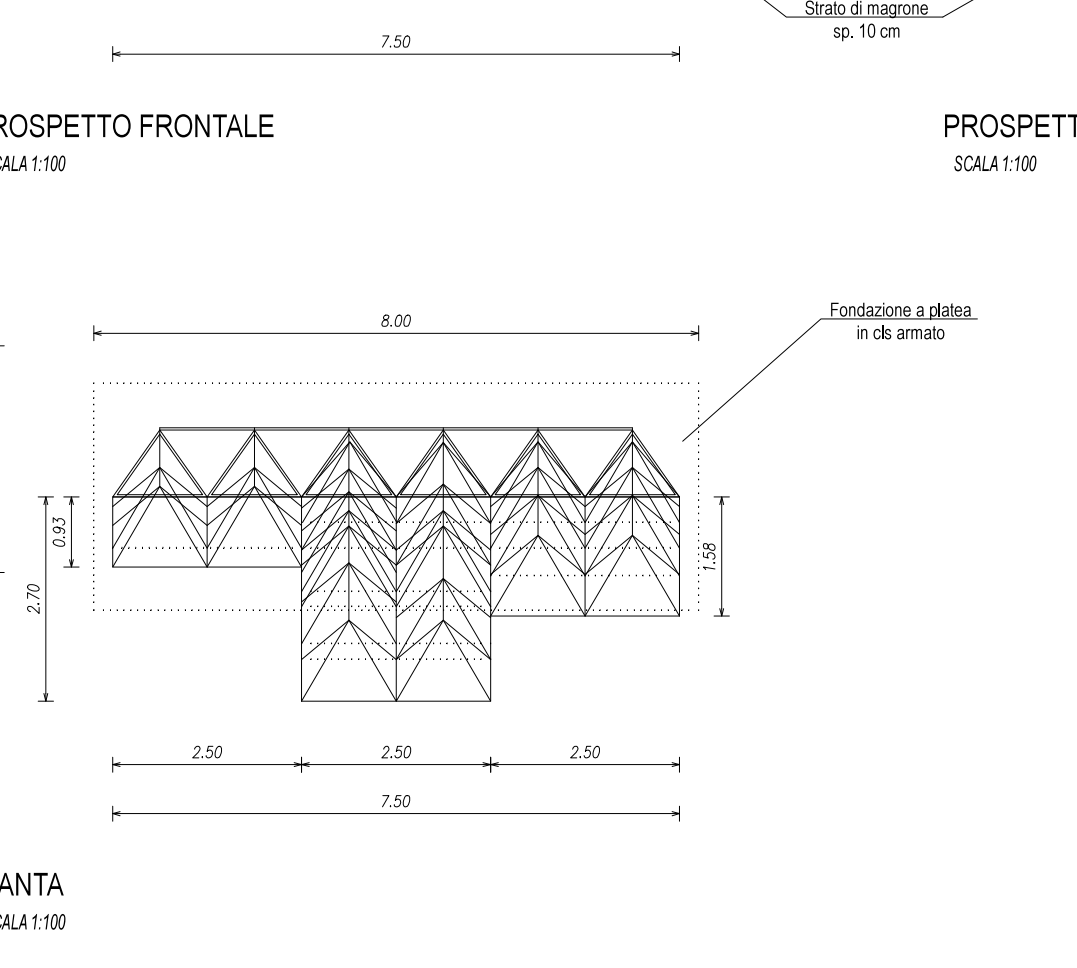 Strato di magrone
sp. 10 cm
7.50
ROSPETTO FRONTALE
CALA 1:100
PROSPETT
SCALA 1:100
8.00
Fondazione a platea
in cls armato
0.93
2.70
1.58
2.50 2.50 2.50
7.50
ANTA
CALA 1:100